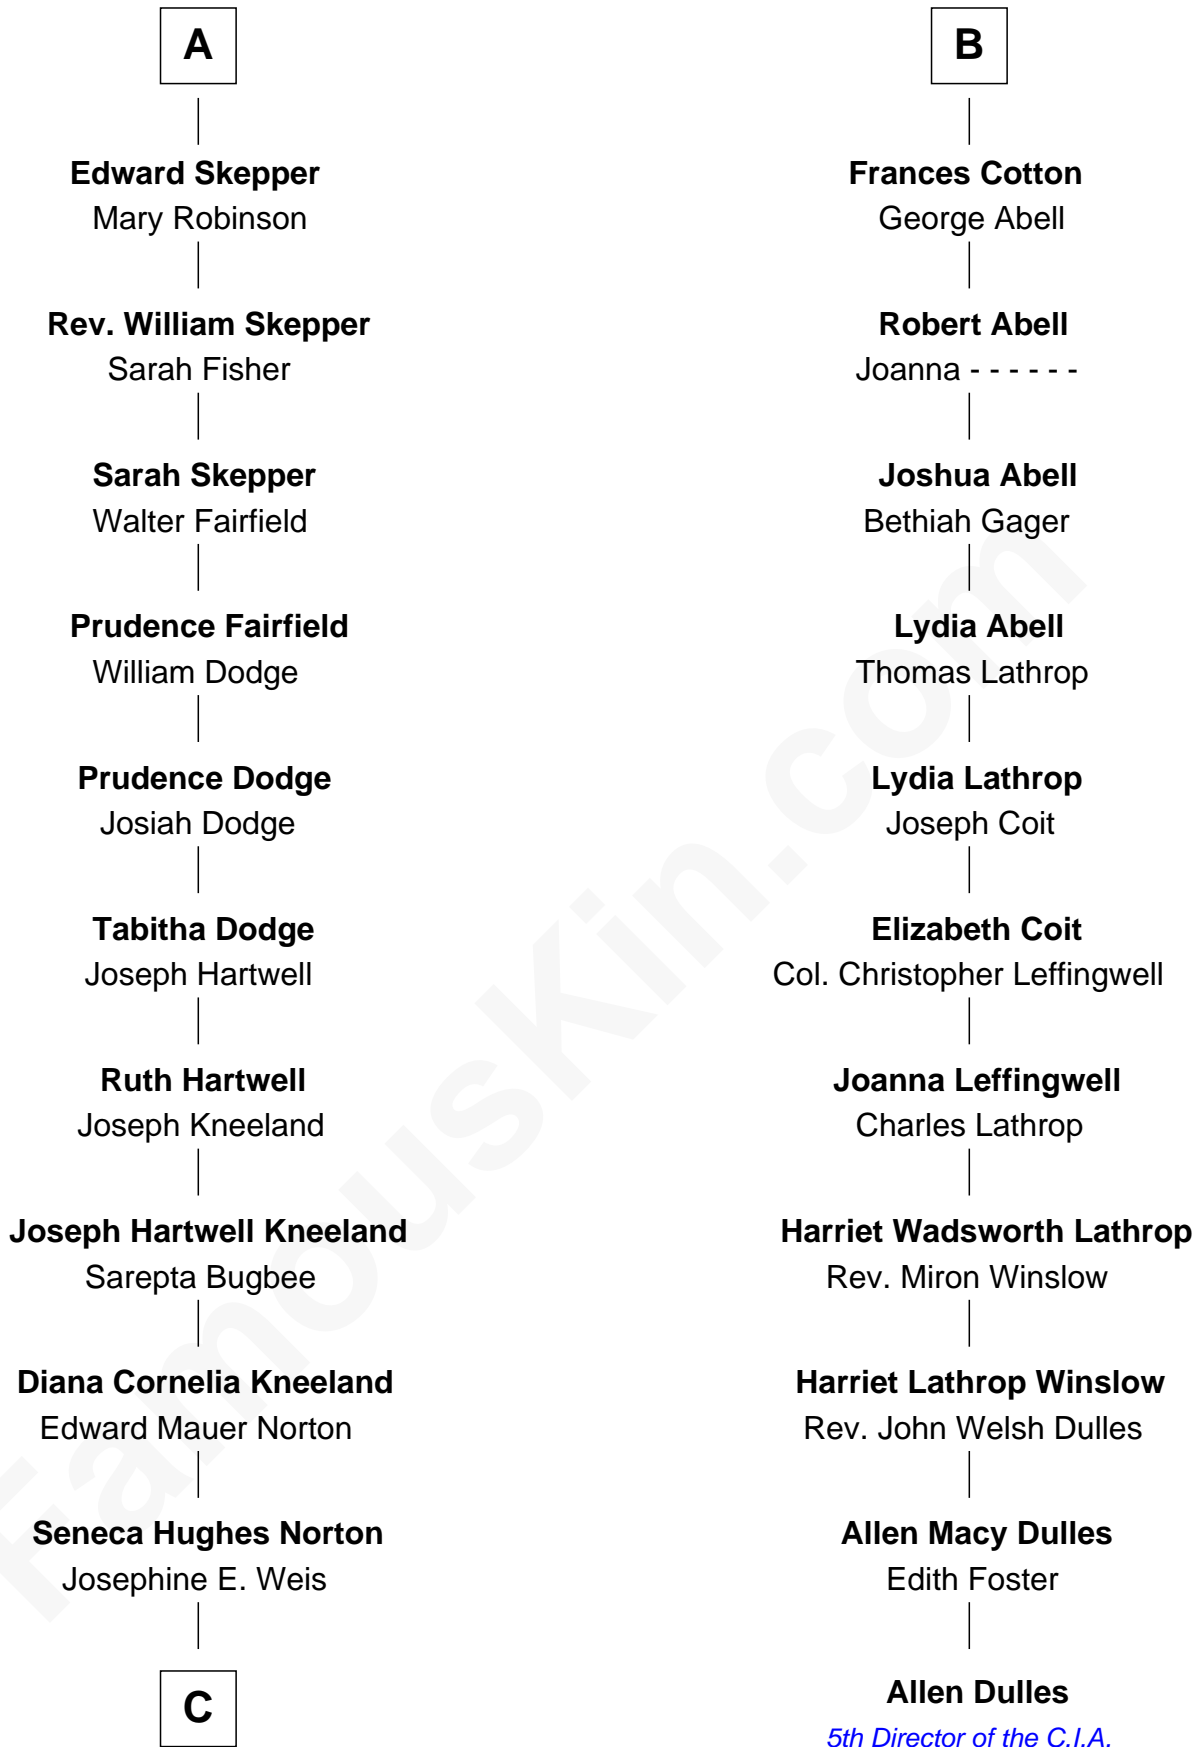 A
Edward Skepper
Mary Robinson
Rev. William Skepper
Sarah Fisher
Sarah Skepper
Walter Fairfield
Prudence Fairfield
William Dodge
Prudence Dodge
Josiah Dodge
Tabitha Dodge
Joseph Hartwell
Ruth Hartwell
Joseph Kneeland
Joseph Hartwell Kneeland
Sarepta Bugbee
Diana Cornelia Kneeland
Edward Mauer Norton
Seneca Hughes Norton
Josephine E. Weis
C
B
Frances Cotton
George Abell
Robert Abell
Joanna - - - - - -
Joshua Abell
Bethiah Gager
Lydia Abell
Thomas Lathrop
Lydia Lathrop
Joseph Coit
Elizabeth Coit
Col. Christopher Leffingwell
Joanna Leffingwell
Charles Lathrop
Harriet Wadsworth Lathrop
Rev. Miron Winslow
Harriet Lathrop Winslow
Rev. John Welsh Dulles
Allen Macy Dulles
Edith Foster
Allen Dulles
5th Director of the C.I.A.
FamousKin.com